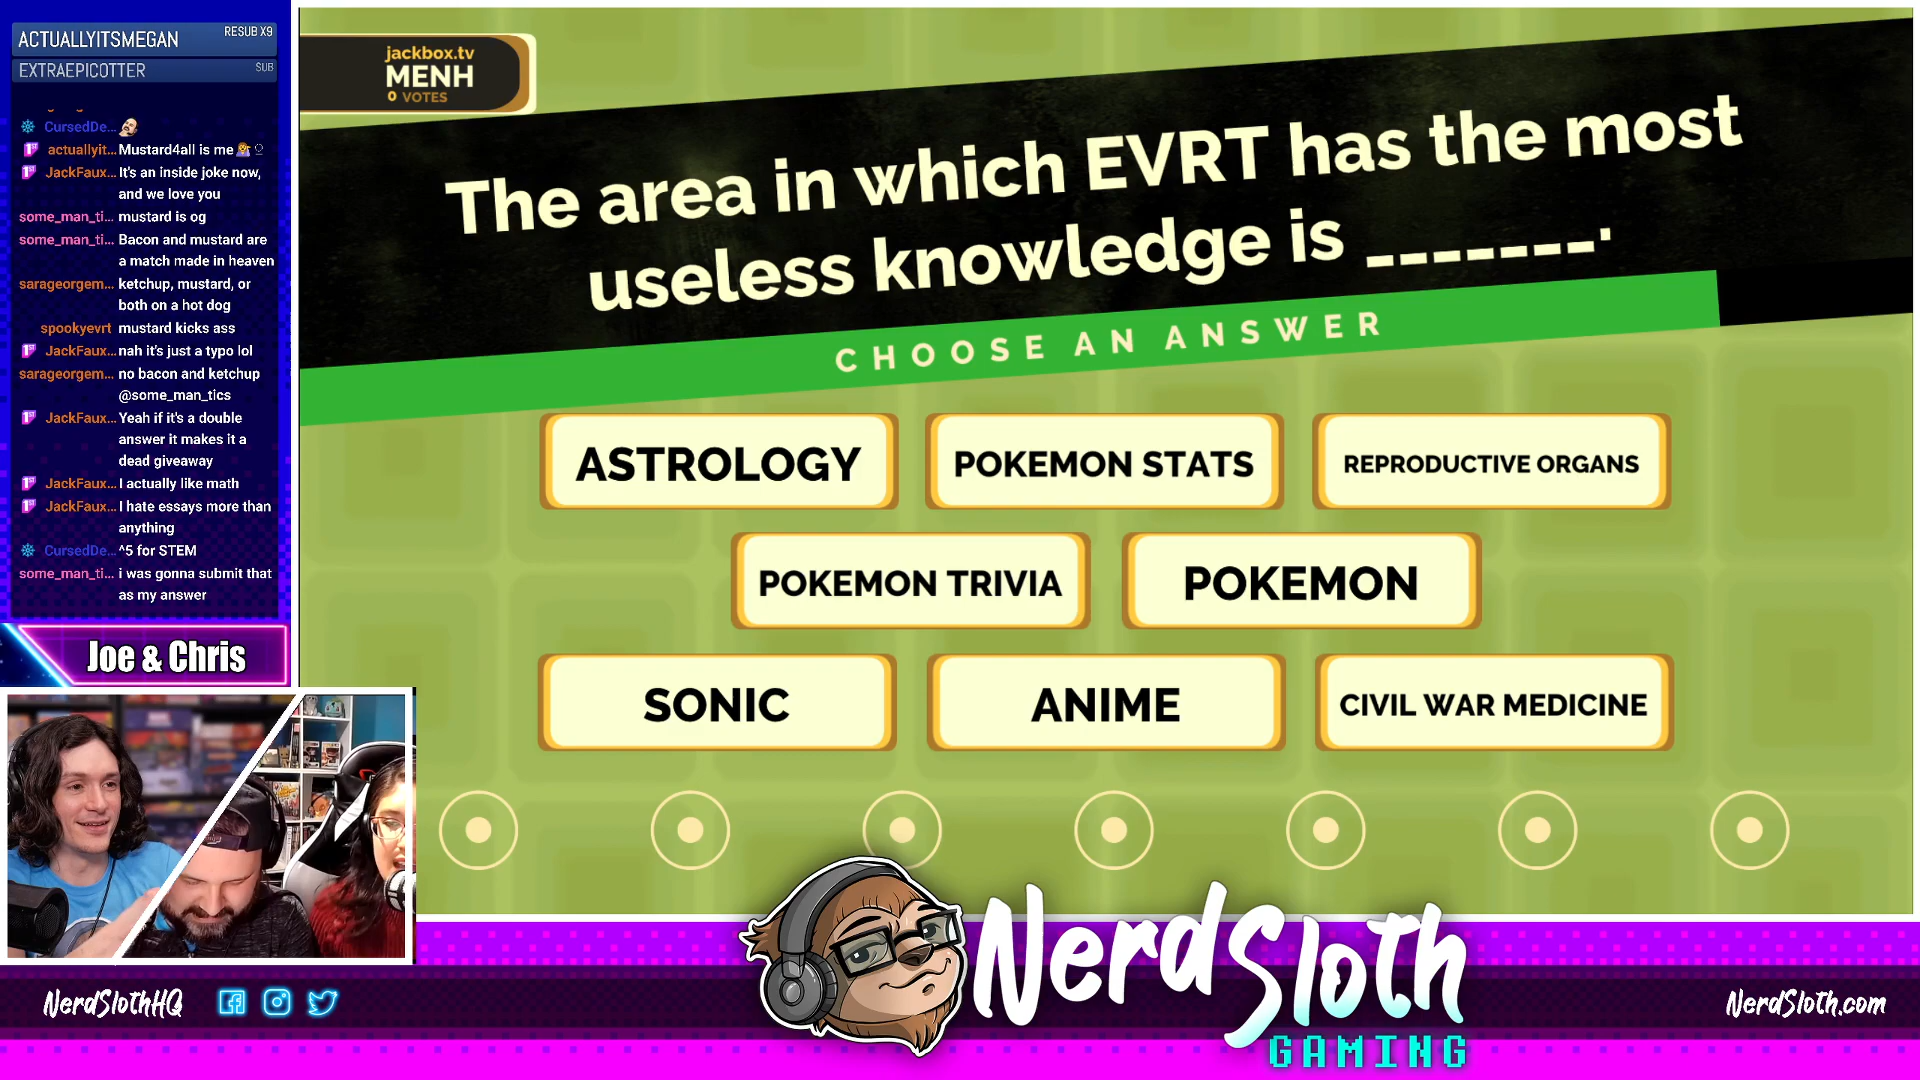 ACTUALLYITSMEGAN RESUB X9
EXTRAEPICOTTER SUB
CursedDe...
actuallyit... Mustard4all is me
JackFaux... It's an inside joke now,
and we love you
some_man_ti... mustard is og
some_man_ti... Bacon and mustard are
a match made in heaven
sarageorgem... ketchup, mustard, or
both on a hot dog
spookyevrt mustard kicks ass
JackFaux... nah it's just a typo lol
sarageorgem... no bacon and ketchup
@some_man_tics
JackFaux... Yeah if it's a double
answer it makes it a
dead giveaway
JackFaux... I actually like math
JackFaux... I hate essays more than
anything
CursedDe... ^5 for STEM
some_man_ti... i was gonna submit that
as my answer
Joe & Chris
jackbox.tv
MENH
0 VOTES
The area in which EVRT has the most
useless knowledge is _______.
CHOOSE AN ANSWER
ASTROLOGY
POKEMON STATS
REPRODUCTIVE ORGANS
POKEMON TRIVIA
POKEMON
SONIC
ANIME
CIVIL WAR MEDICINE
NerdSlothHQ
NerdSloth
GAMING
NerdSloth.com